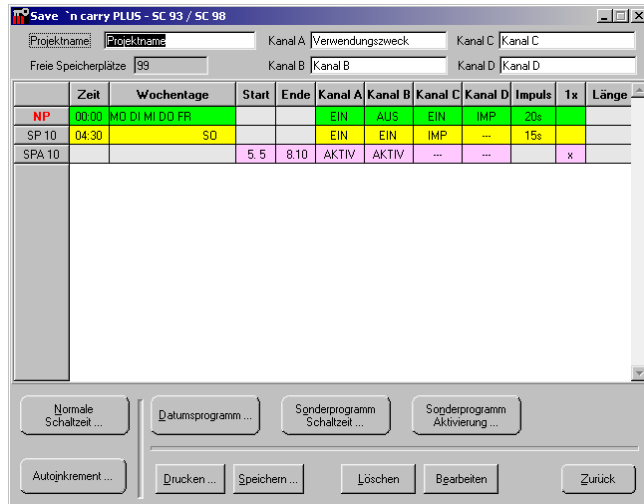 Save `n carry PLUS - SC 93 / SC 98
Projektname Projektname Kanal A Verwendungszweck Kanal C Kanal C
Freie Speicherplätze 99 Kanal B Kanal B Kanal D Kanal D
Zeit Wochentage Start Ende Kanal A Kanal B Kanal C Kanal D Impuls 1x Länge
NP 00:00 MO DI MI DO FR EIN AUS EIN IMP 20s
SP 10 04:30 SO EIN EIN IMP --- 15s
SPA 10 5. 5 8.10 AKTIV AKTIV --- --- x
Normale Schaltzeit ... Datumsprogramm ... Sonderprogramm Schaltzeit ... Sonderprogramm Aktivierung ...
Autoinkrement ... Drucken ... Speichern ... Löschen Bearbeiten Zurück